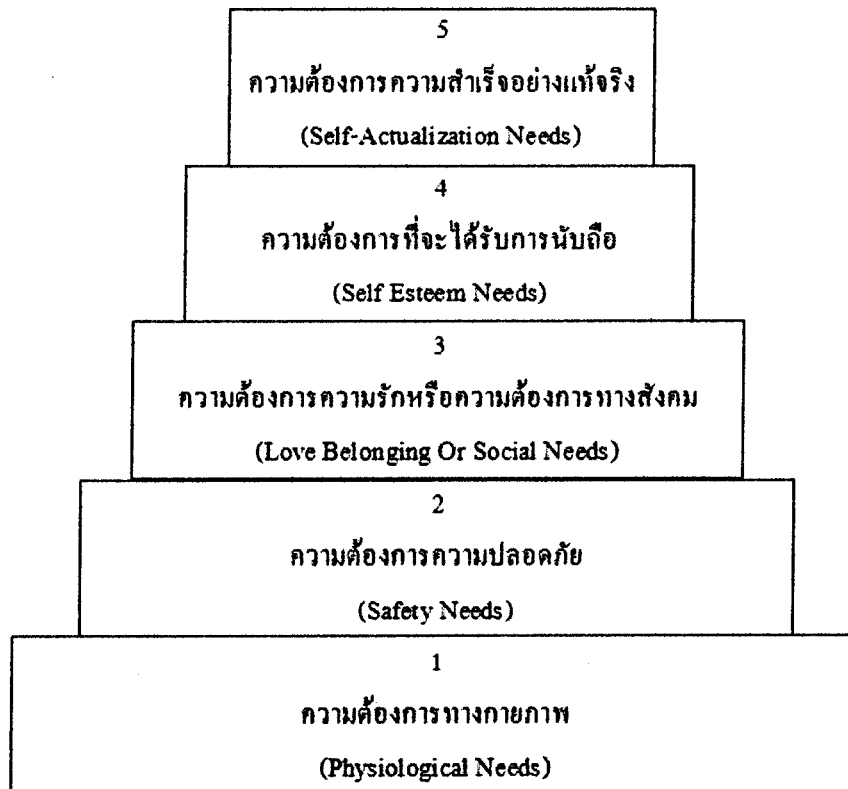 5
ความต้องการความสำเร็จอย่างแท้จริง
(Self-Actualization Needs)
4
ความต้องการที่จะได้รับการนับถือ
(Self Esteem Needs)
3
ความต้องการความรักหรือความต้องการทางสังคม
(Love Belonging Or Social Needs)
2
ความต้องการความปลอดภัย
(Safety Needs)
1
ความต้องการทางกายภาพ
(Physiological Needs)